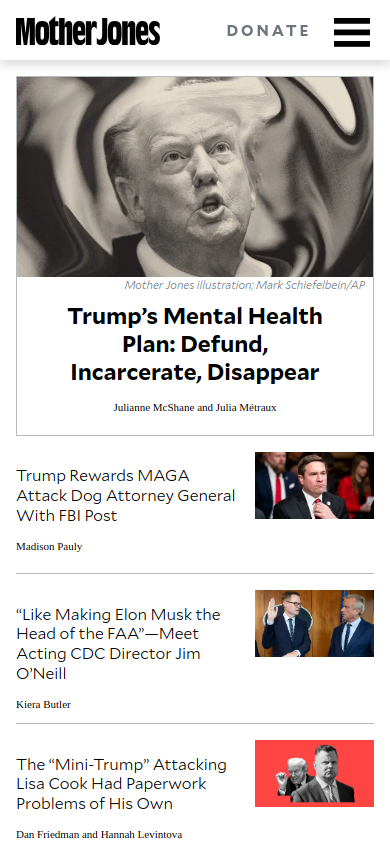 Mother Jones
DONATE
Mother Jones illustration; Mark Schiefelbein/AP
Trump’s Mental Health
Plan: Defund,
Incarcerate, Disappear
Julianne McShane and Julia Métraux
Trump Rewards MAGA
Attack Dog Attorney General
With FBI Post
Madison Pauly
“Like Making Elon Musk the
Head of the FAA”—Meet
Acting CDC Director Jim
O’Neill
Kiera Butler
The “Mini-Trump” Attacking
Lisa Cook Had Paperwork
Problems of His Own
Dan Friedman and Hannah Levintova